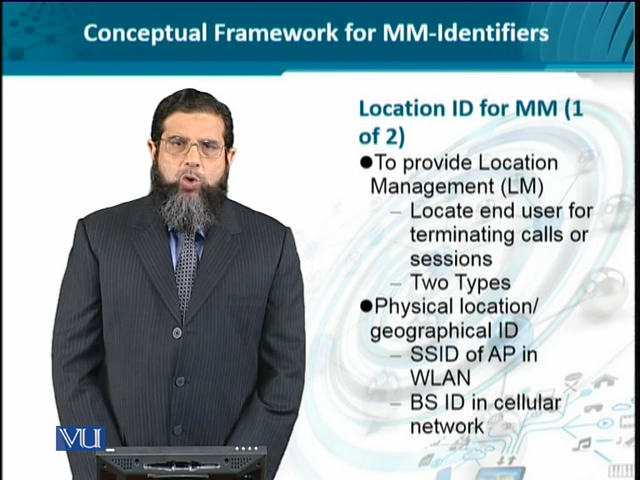 Conceptual Framework for MM-Identifiers
Location ID for MM (1
of 2)
●To provide Location
Management (LM)
– Locate end user for
terminating calls or
sessions
– Two Types
●Physical location/
geographical ID
– SSID of AP in
WLAN
– BS ID in cellular
network
VU